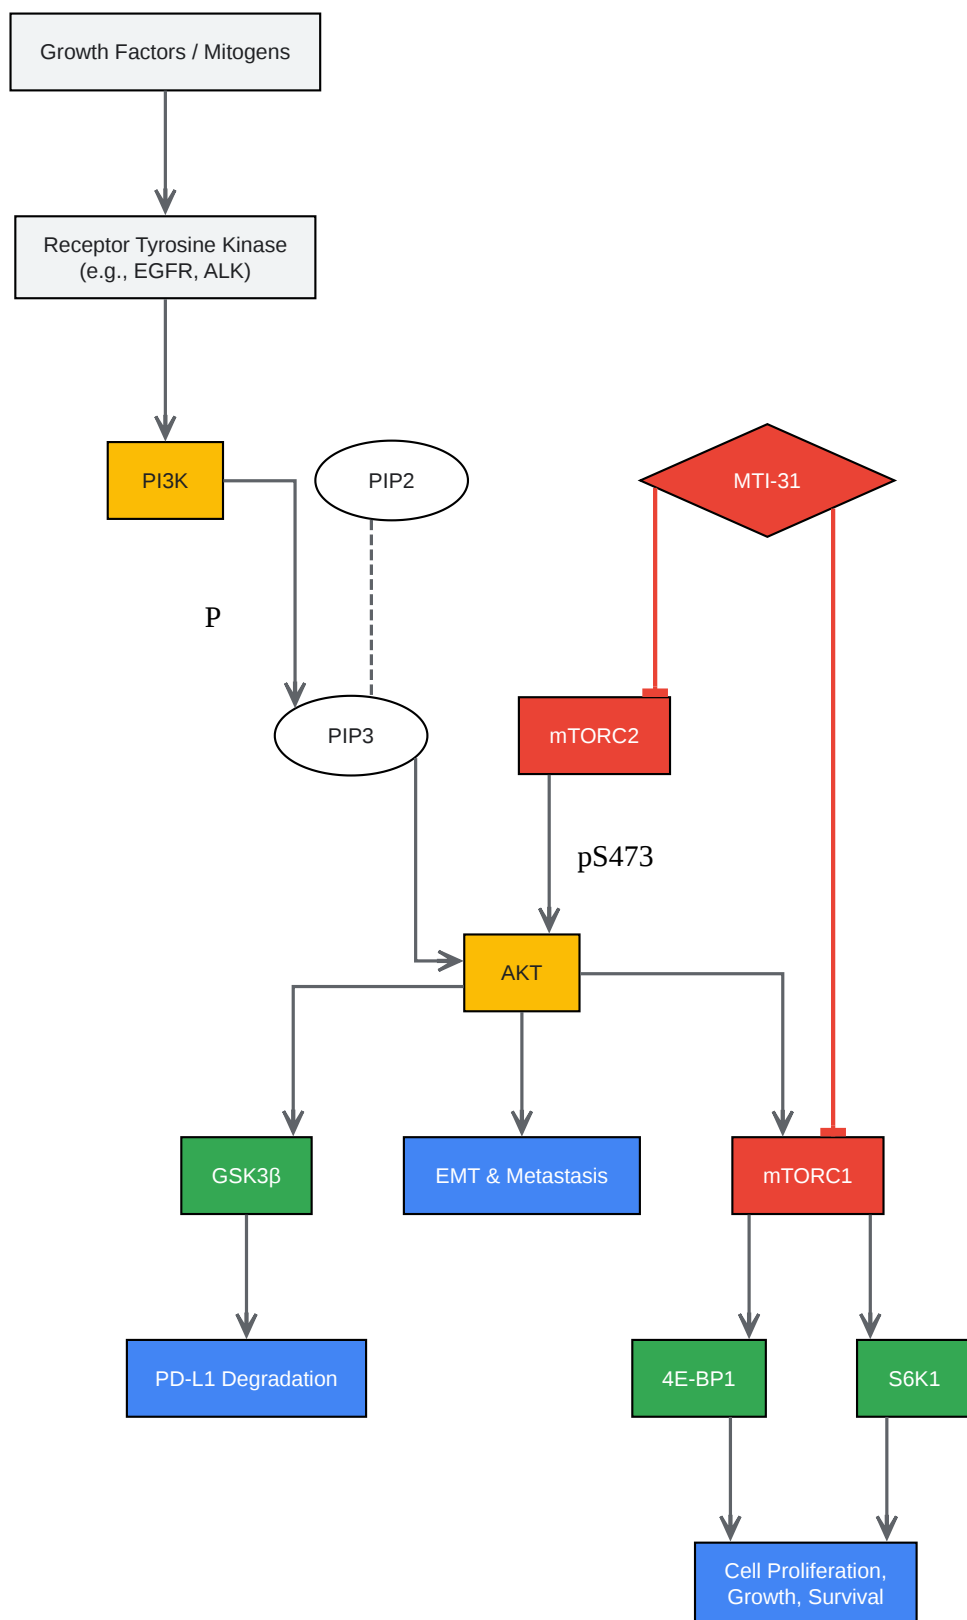 Growth Factors / Mitogens
Receptor Tyrosine Kinase
(e.g., EGFR, ALK)
PI3K
PIP2
MTI-31
P
PIP3
mTORC2
pS473
AKT
GSK3β
EMT & Metastasis
mTORC1
PD-L1 Degradation
4E-BP1
S6K1
Cell Proliferation,
Growth, Survival